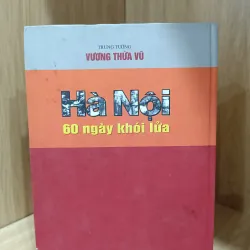 TRUNG TƯỚNG
VƯƠNG THỪA VŨ
Hà Nội
60 ngày khói lửa